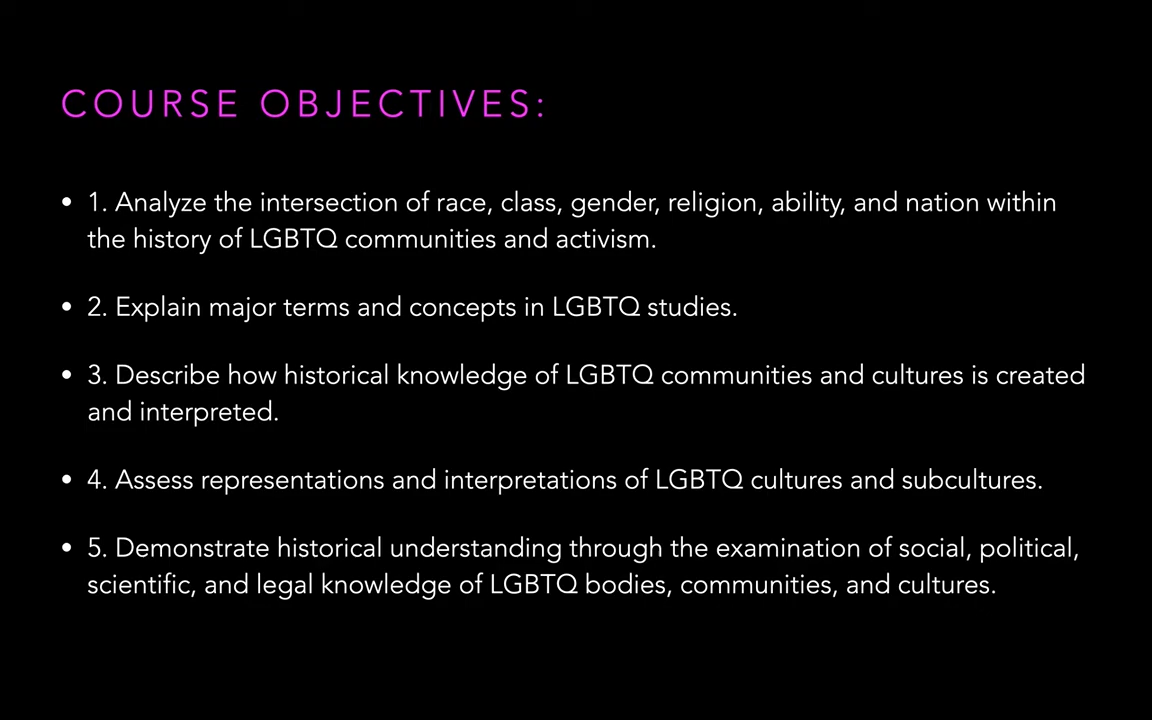 COURSE OBJECTIVES:
• 1. Analyze the intersection of race, class, gender, religion, ability, and nation within
the history of LGBTQ communities and activism.
• 2. Explain major terms and concepts in LGBTQ studies.
• 3. Describe how historical knowledge of LGBTQ communities and cultures is created
and interpreted.
• 4. Assess representations and interpretations of LGBTQ cultures and subcultures.
• 5. Demonstrate historical understanding through the examination of social, political,
scientific, and legal knowledge of LGBTQ bodies, communities, and cultures.